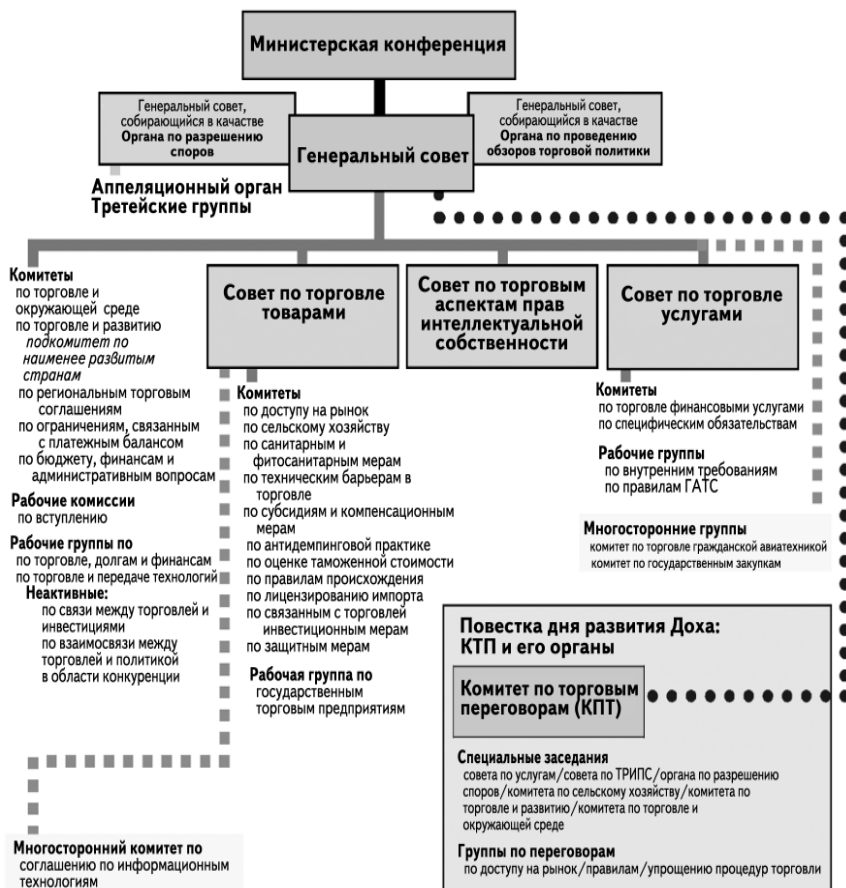 Министерская конференция
Генеральный совет,
собирающийся в качестве
Органа по разрешению
споров
Генеральный совет
Генеральный совет,
собирающийся в качестве
Органа по проведению
обзоров торговой политики
Аппеляционный орган
Третейские группы
Комитеты
по торговле и
окружающей среде
по торговле и развитию
подкомитет по
наименее развитым
странам
по региональным торговым
соглашениям
по ограничениям, связанным
с платежным балансом
по бюджету, финансам и
административным вопросам
Рабочие комиссии
по вступлению
Рабочие группы по
по торговле, долгам и финансам
по торговле и передаче технологий
Неактивные:
по связи между торговлей и
инвестициями
по взаимосвязи между
торговлей и политикой
в области конкуренции
Совет по торговле
товарами
Комитеты
по доступу на рынок
по сельскому хозяйству
по санитарным и
фитосанитарным мерам
по техническим барьерам в
торговле
по субсидиям и компенсационным
мерам
по антидемпинговой практике
по оценке таможенной стоимости
по правилам происхождения
по лицензированию импорта
по связанным с торговлей
инвестиционным мерам
по защитным мерам
Рабочая группа по
государственным
торговым предприятиям
Совет по торговым
аспектам прав
интеллектуальной
собственности
Совет по торговле
услугами
Комитеты
по торговле финансовыми услугами
по специфическим обязательствам
Рабочие группы
по внутренним требованиям
по правилам ГАТС
Многосторонние группы
комитет по торговле гражданской авиатехникой
комитет по государственным закупкам
Повестка дня развития Доха:
КТП и его органы
Комитет по торговым
переговорам (КПТ)
Специальные заседания
совета по услугам/совета по ТРИПС/органа по разрешению
споров/комитета по сельскому хозяйству/комитета по
торговле и развитию/комитета по торговле и
окружающей среде
Группы по переговорам
по доступу на рынок/правилам/упрощению процедур торговли
Многосторонний комитет по
соглашению по информационным
технологиям